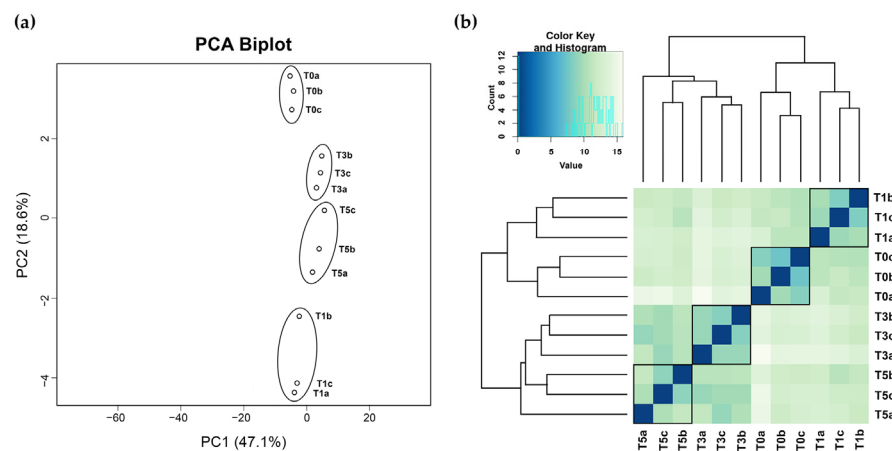 (a)
PCA Biplot
T0a
T0b
T0c
T3b
T3c
T3a
T5c
T5b
T5a
T1b
T1c
T1a
2
0
−2
−4
−60
−40
−20
0
20
PC2 (18.6%)
PC1 (47.1%)
(b)
Color Key
and Histogram
Count
0 2 4 6 8 10 12
0
5
10
15
Value
T1b
T1c
T1a
T0c
T0b
T0a
T3b
T3c
T3a
T5b
T5c
T5a
T5a
T5c
T5b
T3a
T3c
T3b
T0a
T0b
T0c
T1a
T1c
T1b